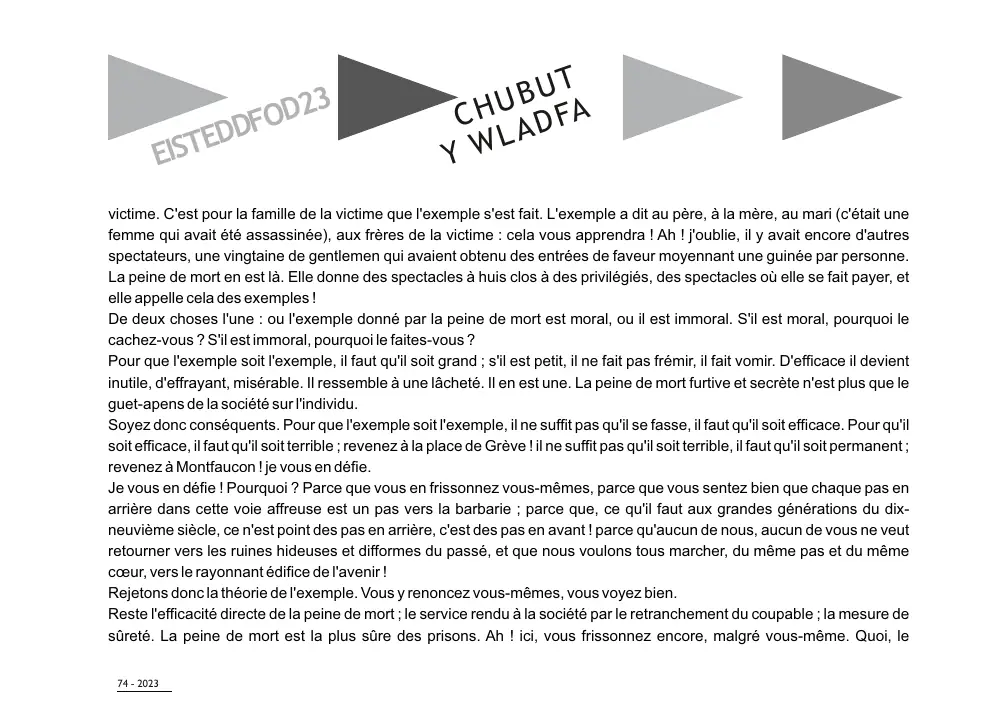 EISTEDDFOD23
CHUBUT
Y WLADFA
victime. C'est pour la famille de la victime que l'exemple s'est fait. L'exemple a dit au père, à la mère, au mari (c'était une
femme qui avait été assassinée), aux frères de la victime : cela vous apprendra ! Ah ! j'oublie, il y avait encore d'autres
spectateurs, une vingtaine de gentlemen qui avaient obtenu des entrées de faveur moyennant une guinée par personne.
La peine de mort en est là. Elle donne des spectacles à huis clos à des privilégiés, des spectacles où elle se fait payer, et
elle appelle cela des exemples !
De deux choses l'une : ou l'exemple donné par la peine de mort est moral, ou il est immoral. S'il est moral, pourquoi le
cachez-vous ? S'il est immoral, pourquoi le faites-vous ?
Pour que l'exemple soit l'exemple, il faut qu'il soit grand ; s'il est petit, il ne fait pas frémir, il fait vomir. D'efficace il devient
inutile, d'effrayant, misérable. Il ressemble à une lâcheté. Il en est une. La peine de mort furtive et secrète n'est plus que le
guet-apens de la société sur l'individu.
Soyez donc conséquents. Pour que l'exemple soit l'exemple, il ne suffit pas qu'il se fasse, il faut qu'il soit efficace. Pour qu'il
soit efficace, il faut qu'il soit terrible ; revenez à la place de Grève ! il ne suffit pas qu'il soit terrible, il faut qu'il soit permanent ;
revenez à Montfaucon ! je vous en défie.
Je vous en défie ! Pourquoi ? Parce que vous en frissonnez vous-mêmes, parce que vous sentez bien que chaque pas en
arrière dans cette voie affreuse est un pas vers la barbarie ; parce que, ce qu'il faut aux grandes générations du dix-
neuvième siècle, ce n'est point des pas en arrière, c'est des pas en avant ! parce qu'aucun de nous, aucun de vous ne veut
retourner vers les ruines hideuses et difformes du passé, et que nous voulons tous marcher, du même pas et du même
cœur, vers le rayonnant édifice de l'avenir !
Rejetons donc la théorie de l'exemple. Vous y renoncez vous-mêmes, vous voyez bien.
Reste l'efficacité directe de la peine de mort ; le service rendu à la société par le retranchement du coupable ; la mesure de
sûreté. La peine de mort est la plus sûre des prisons. Ah ! ici, vous frissonnez encore, malgré vous-même. Quoi, le
74 - 2023